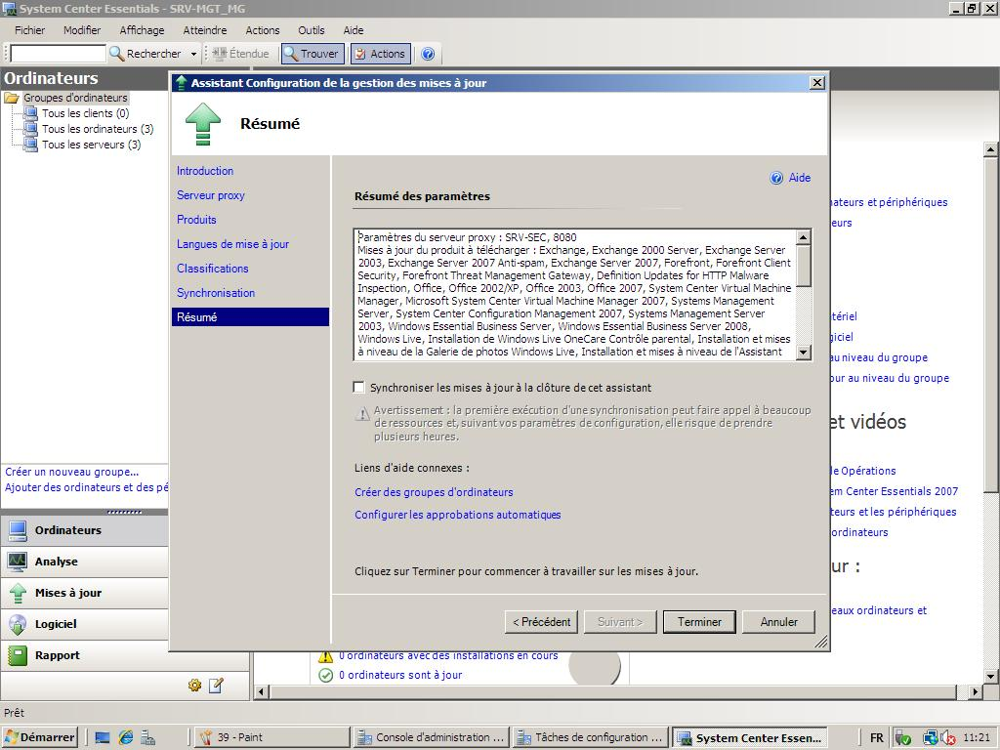 System Center Essentials - SRV-MGT_MG
Fichier Modifier Affichage Atteindre Actions Outils Aide
Rechercher Étendue Trouver Actions
Ordinateurs
Groupes d'ordinateurs
Tous les clients (0)
Tous les ordinateurs (3)
Tous les serveurs (3)
Créer un nouveau groupe...
Ajouter des ordinateurs et des pé
Ordinateurs
Analyse
Mises à jour
Logiciel
Rapport
Assistant Configuration de la gestion des mises à jour
Résumé
Introduction
Serveur proxy
Produits
Langues de mise à jour
Classifications
Synchronisation
Résumé
Aide
Résumé des paramètres
Paramètres du serveur proxy : SRV-SEC, 8080
Mises à jour du produit à télécharger : Exchange, Exchange 2000 Server, Exchange Server
2003, Exchange Server 2007 Anti-spam, Exchange Server 2007, Forefront, Forefront Client
Security, Forefront Threat Management Gateway, Definition Updates for HTTP Malware
Inspection, Office, Office 2002/XP, Office 2003, Office 2007, System Center Virtual Machine
Manager, Microsoft System Center Virtual Machine Manager 2007, Systems Management
Server, System Center Configuration Management 2007, Systems Management Server
2003, Windows Essential Business Server, Windows Essential Business Server 2008,
Windows Live, Installation de Windows Live OneCare Contrôle parental, Installation et mises
à niveau de la Galerie de photos Windows Live, Installation et mises à niveau de l'Assistant
Synchroniser les mises à jour à la clôture de cet assistant
Avertissement : la première exécution d'une synchronisation peut faire appel à beaucoup
de ressources et, suivant vos paramètres de configuration, elle risque de prendre
plusieurs heures.
Liens d'aide connexes :
Créer des groupes d'ordinateurs
Configurer les approbations automatiques
Cliquez sur Terminer pour commencer à travailler sur les mises à jour.
< Précédent Suivant > Terminer Annuler
nateurs et périphériques
eurs
tériel
giciel
au niveau du groupe
our au niveau du groupe
et vidéos
le Opérations
em Center Essentials 2007
teurs et les périphériques
ordinateurs
ur :
eaux ordinateurs et
0 ordinateurs avec des installations en cours
0 ordinateurs sont à jour
Prêt
Démarrer 39 - Paint Console d'administration ... Tâches de configuration ... System Center Essen... FR 11:21